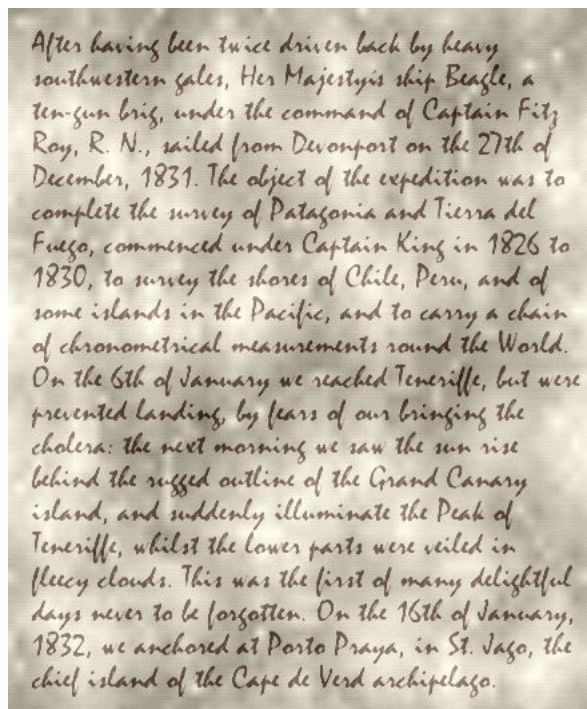 After having been twice driven back by heavy
southwestern gales, Her Majestyis ship Beagle, a
ten-gun brig, under the command of Captain Fitz
Roy, R. N., sailed from Devonport on the 27th of
December, 1831. The object of the expedition was to
complete the survey of Patagonia and Tierra del
Fuego, commenced under Captain King in 1826 to
1830, to survey the shores of Chile, Peru, and of
some islands in the Pacific, and to carry a chain
of chronometrical measurements round the World.
On the 6th of January we reached Teneriffe, but were
prevented landing, by fears of our bringing the
cholera: the next morning we saw the sun rise
behind the rugged outline of the Grand Canary
island, and suddenly illuminate the Peak of
Teneriffe, whilst the lower parts were veiled in
fleecy clouds. This was the first of many delightful
days never to be forgotten. On the 16th of January,
1832, we anchored at Porto Praya, in St. Jago, the
chief island of the Cape de Verd archipelago.